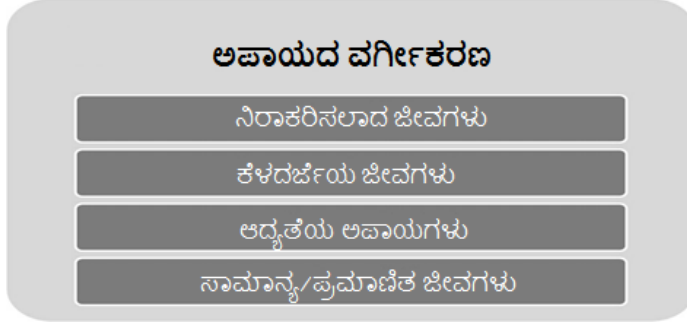 ಅಪಾಯದ ವರ್ಗೀಕರಣ
ನಿರಾಕರಿಸಲಾದ ಜೀವಗಳು
ಕೆಳದರ್ಜೆಯ ಜೀವಗಳು
ಆದ್ಯತೆಯ ಅಪಾಯಗಳು
ಸಾಮಾನ್ಯ/ಪ್ರಮಾಣಿತ ಜೀವಗಳು